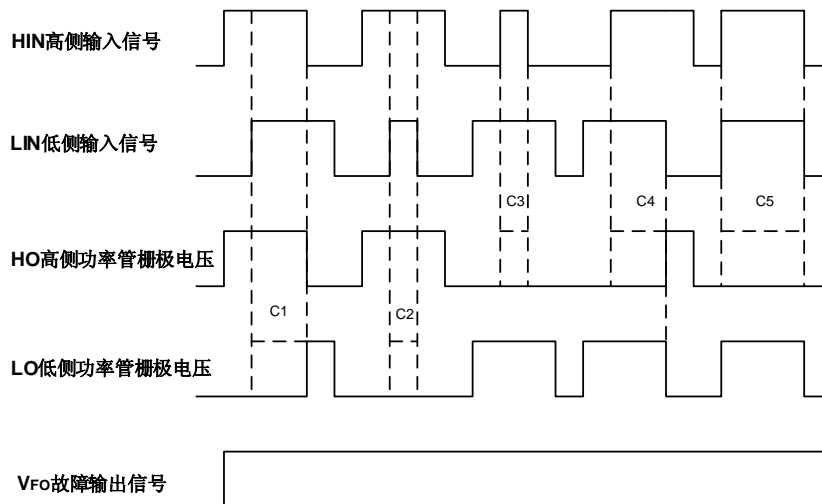 HIN高侧输入信号
LIN低侧输入信号
C3
C4
C5
HO高侧功率管栅极电压
C1
C2
LO低侧功率管栅极电压
VFO故障输出信号